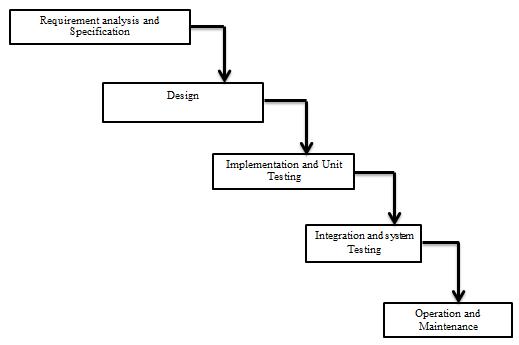 Requirement analysis and
Specification
Design
Implementation and Unit
Testing
Integration and system
Testing
Operation and
Maintenance